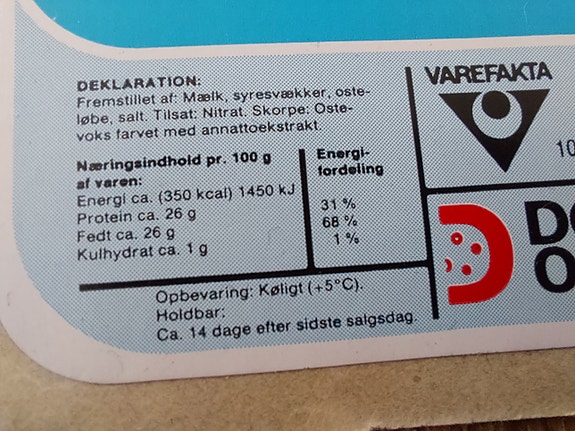 DEKLARATION:
Fremstillet af: Mælk, syresvækker, oste-
løbe, salt. Tilsat: Nitrat. Skorpe: Oste-
voks farvet med annattoekstrakt.
Næringsindhold pr. 100 g
af varen:
Energi ca. (350 kcal) 1450 kJ
Protein ca. 26 g
Fedt ca. 26 g
Kulhydrat ca. 1 g
Energi-
fordeling
31 %
68 %
1 %
Opbevaring: Køligt (+5°C).
Holdbar:
Ca. 14 dage efter sidste salgsdag.
VAREFAKTA
10
D
O